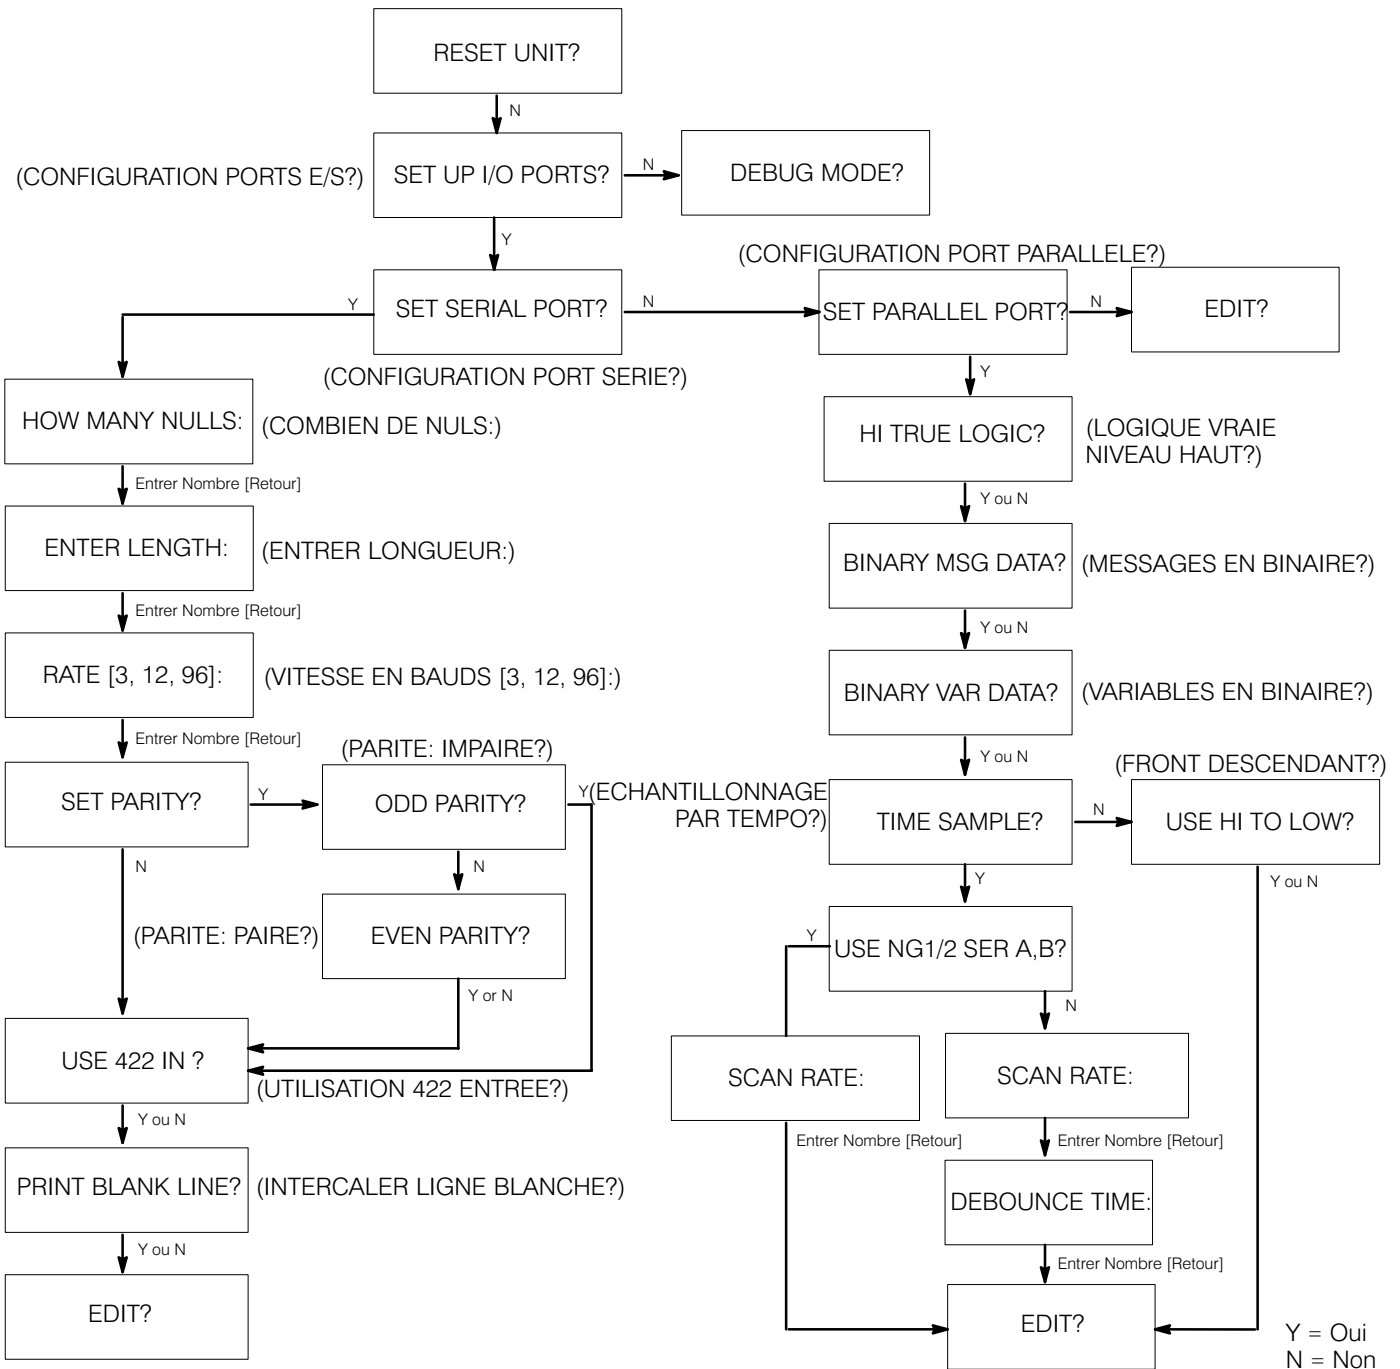 RESET UNIT?
N
(CONFIGURATION PORTS E/S?)
SET UP I/O PORTS?
N
DEBUG MODE?
Y
(CONFIGURATION PORT PARALLELE?)
Y
SET SERIAL PORT?
N
SET PARALLEL PORT?
N
EDIT?
(CONFIGURATION PORT SERIE?)
Y
HOW MANY NULLS:
(COMBIEN DE NULS:)
HI TRUE LOGIC?
(LOGIQUE VRAIE
NIVEAU HAUT?)
Entrer Nombre [Retour]
Y ou N
ENTER LENGTH:
(ENTRER LONGUEUR:)
BINARY MSG DATA?
(MESSAGES EN BINAIRE?)
Entrer Nombre [Retour]
Y ou N
RATE [3, 12, 96]:
(VITESSE EN BAUDS [3, 12, 96]:)
BINARY VAR DATA?
(VARIABLES EN BINAIRE?)
Entrer Nombre [Retour]
(PARITE: IMPAIRE?)
Y ou N
(FRONT DESCENDANT?)
SET PARITY?
Y
ODD PARITY?
Y
(ECHANTILLONNAGE
PAR TEMPO?)
TIME SAMPLE?
N
USE HI TO LOW?
N
N
Y
Y ou N
(PARITE: PAIRE?)
EVEN PARITY?
Y
USE NG1/2 SER A,B?
Y or N
N
USE 422 IN ?
(UTILISATION 422 ENTREE?)
SCAN RATE:
SCAN RATE:
Y ou N
Entrer Nombre [Retour]
Entrer Nombre [Retour]
PRINT BLANK LINE?
(INTERCALER LIGNE BLANCHE?)
DEBOUNCE TIME:
Y ou N
Entrer Nombre [Retour]
EDIT?
EDIT?
Y = Oui
N = Non